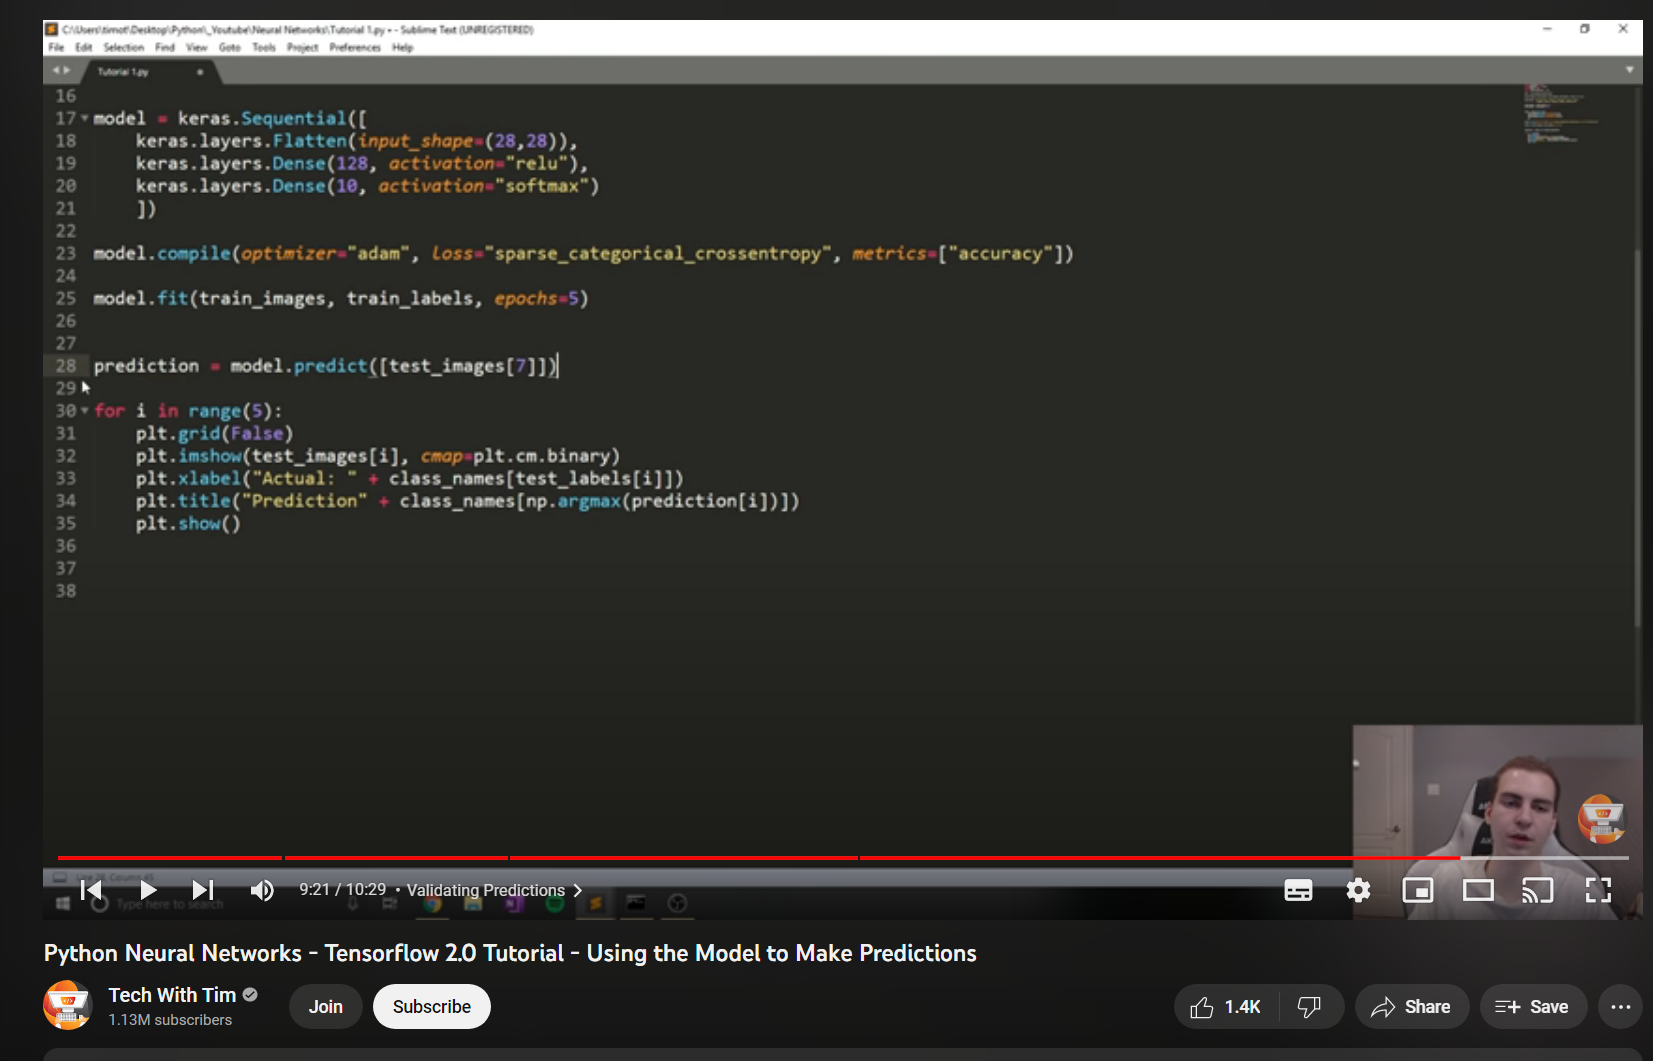 C:\Users\timot\Desktop\Python\_Youtube\Neural Networks\Tutorial 1.py • - Sublime Text (UNREGISTERED)
File Edit Selection Find View Goto Tools Project Preferences Help
Tutorial 1.py
16
17 model = keras.Sequential([
18 keras.layers.Flatten(input_shape=(28,28)),
19 keras.layers.Dense(128, activation="relu"),
20 keras.layers.Dense(10, activation="softmax")
21 ])
22
23 model.compile(optimizer="adam", loss="sparse_categorical_crossentropy", metrics=["accuracy"])
24
25 model.fit(train_images, train_labels, epochs=5)
26
27
28 prediction = model.predict([test_images[7]])
29
30 for i in range(5):
31 plt.grid(False)
32 plt.imshow(test_images[i], cmap=plt.cm.binary)
33 plt.xlabel("Actual: " + class_names[test_labels[i]])
34 plt.title("Prediction" + class_names[np.argmax(prediction[i])])
35 plt.show()
36
37
38
Line 28, Column 45
9:21 / 10:29 • Validating Predictions
Type here to search
Python Neural Networks - Tensorflow 2.0 Tutorial - Using the Model to Make Predictions
Tech With Tim
1.13M subscribers
Join
Subscribe
1.4K
Share
Save